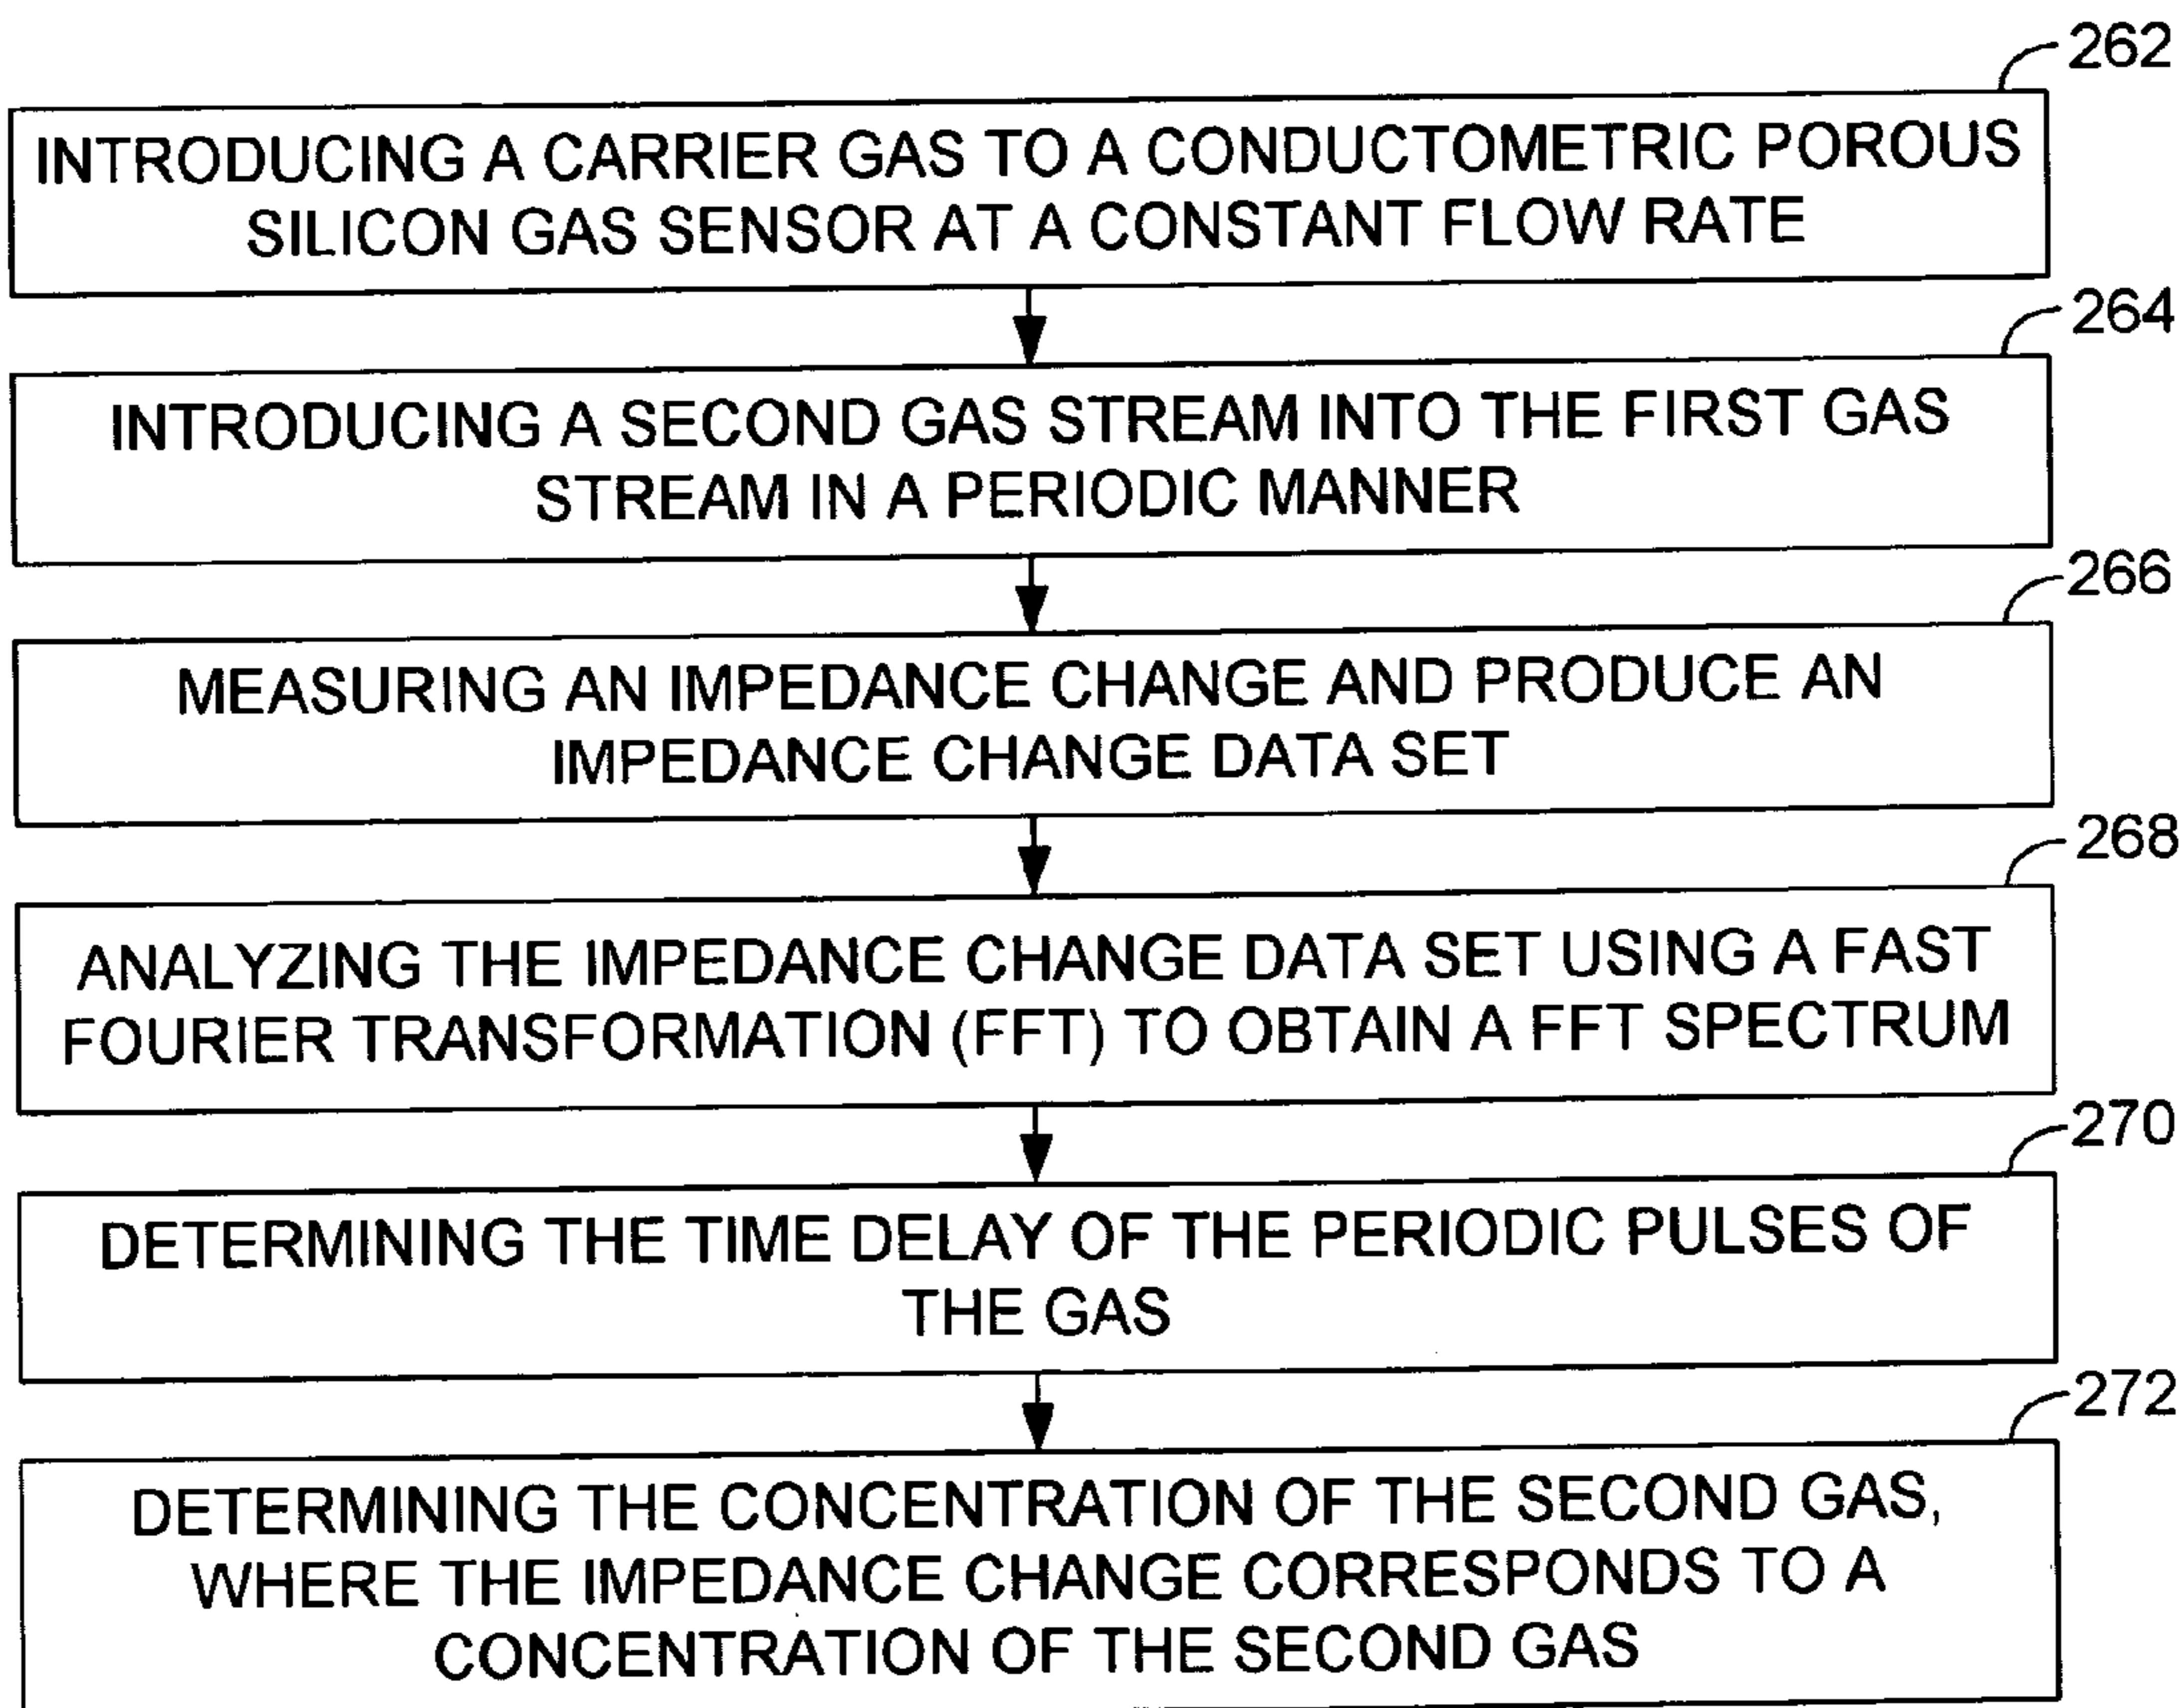 262
INTRODUCING A CARRIER GAS TO A CONDUCTOMETRIC POROUS
SILICON GAS SENSOR AT A CONSTANT FLOW RATE
264
INTRODUCING A SECOND GAS STREAM INTO THE FIRST GAS
STREAM IN A PERIODIC MANNER
266
MEASURING AN IMPEDANCE CHANGE AND PRODUCE AN
IMPEDANCE CHANGE DATA SET
268
ANALYZING THE IMPEDANCE CHANGE DATA SET USING A FAST
FOURIER TRANSFORMATION (FFT) TO OBTAIN A FFT SPECTRUM
270
DETERMINING THE TIME DELAY OF THE PERIODIC PULSES OF
THE GAS
272
DETERMINING THE CONCENTRATION OF THE SECOND GAS,
WHERE THE IMPEDANCE CHANGE CORRESPONDS TO A
CONCENTRATION OF THE SECOND GAS